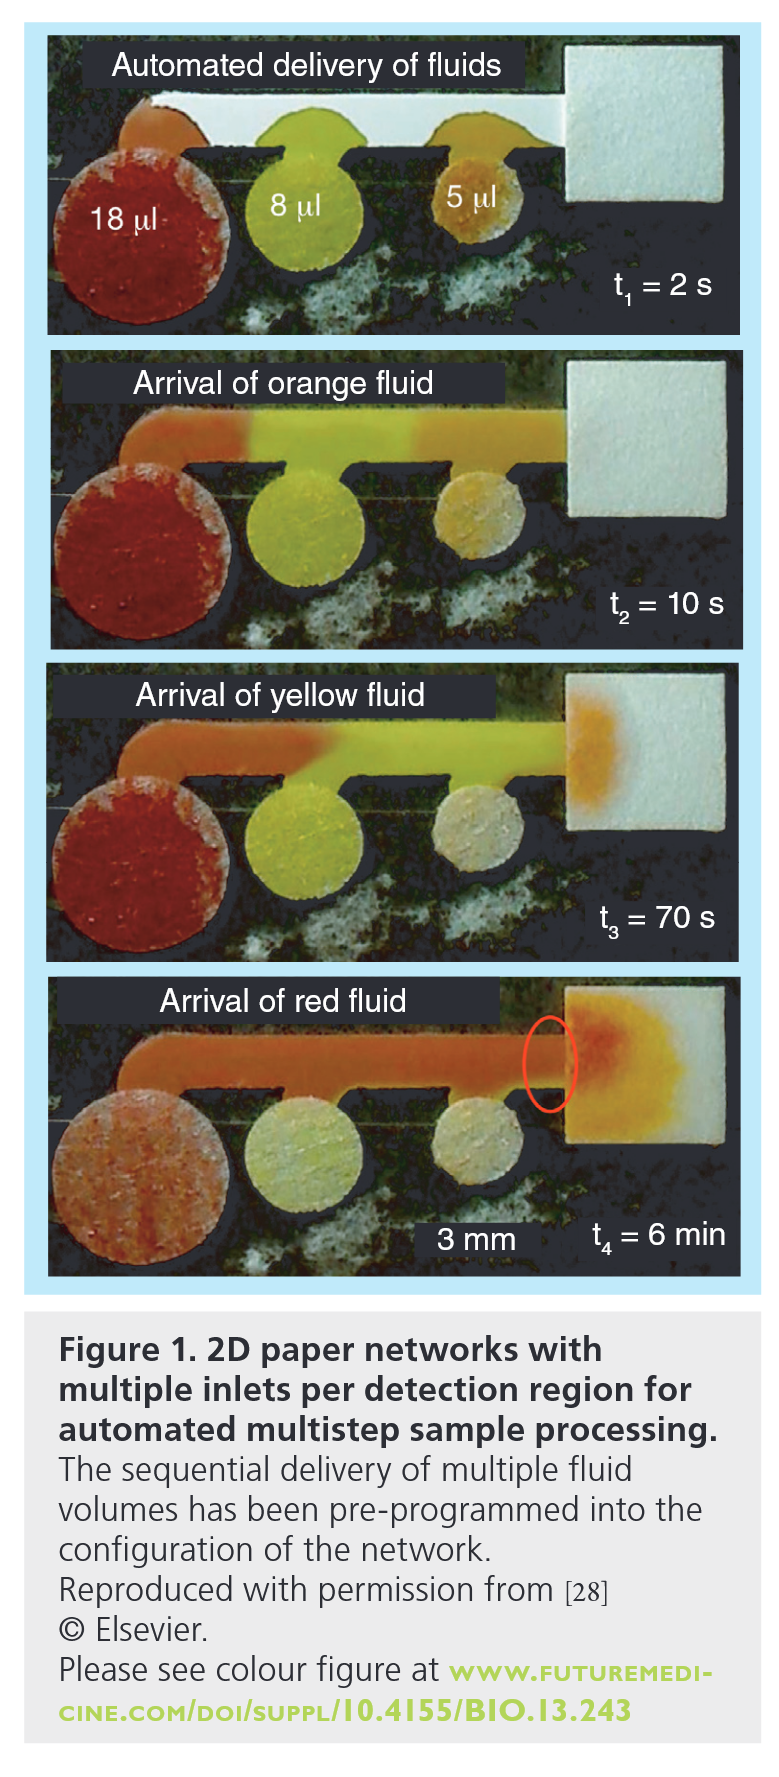 Automated delivery of fluids
18 µl
8 µl
5 µl
t1 = 2 s
Arrival of orange fluid
t2 = 10 s
Arrival of yellow fluid
t3 = 70 s
Arrival of red fluid
3 mm
t4 = 6 min
Figure 1. 2D paper networks with
multiple inlets per detection region for
automated multistep sample processing.
The sequential delivery of multiple fluid
volumes has been pre-programmed into the
configuration of the network.
Reproduced with permission from [28]
© Elsevier.
Please see colour figure at www.futuremedi-
cine.com/doi/suppl/10.4155/BIO.13.243